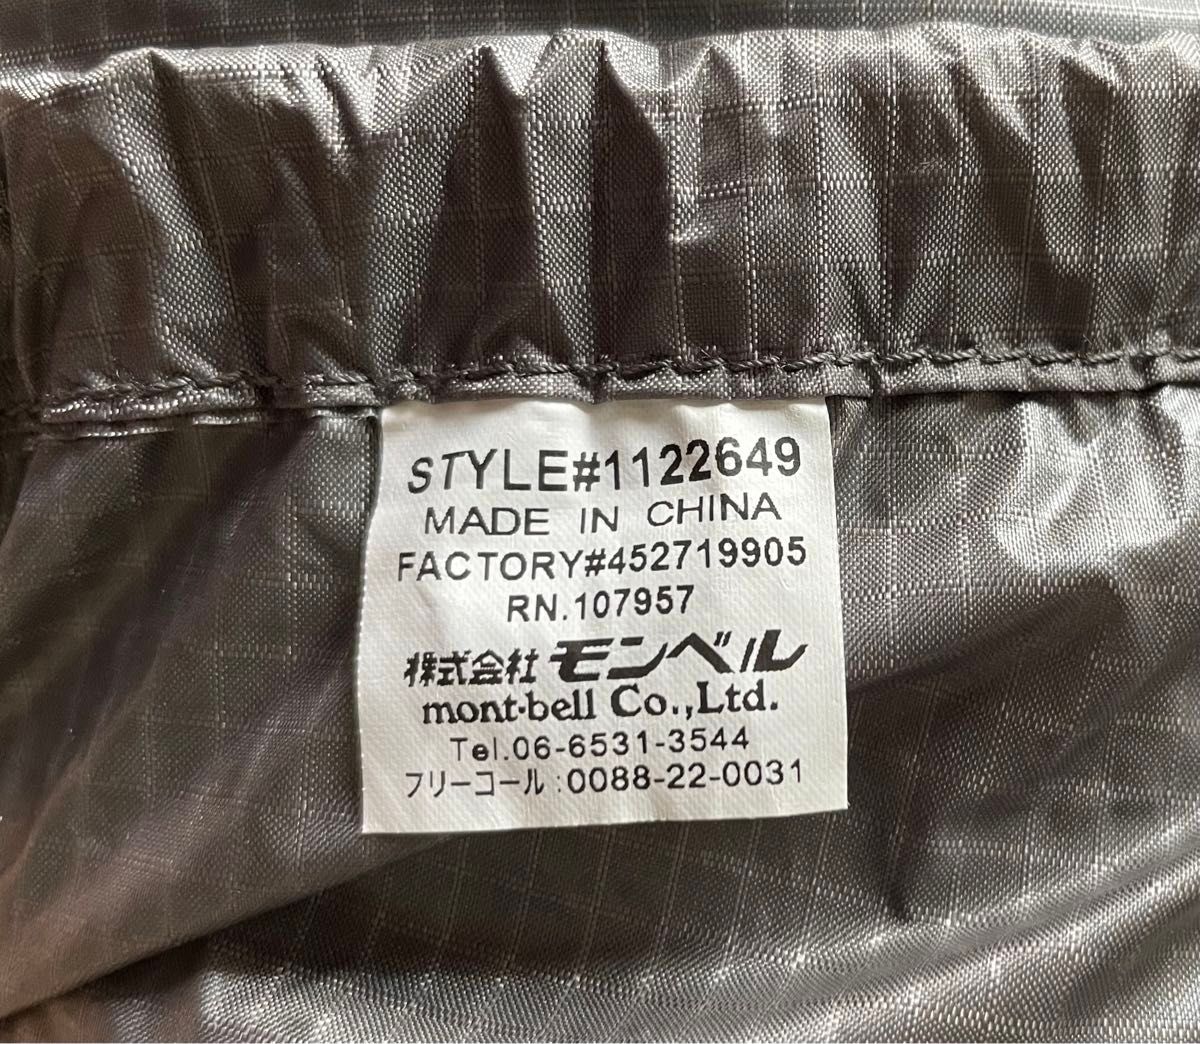 STYLE#1122649
MADE IN CHINA
FACTORY#452719905
RN.107957
株式会社 モンベル
mont-bell Co.,Ltd.
Tel.06-6531-3544
フリーコール:0088-22-0031